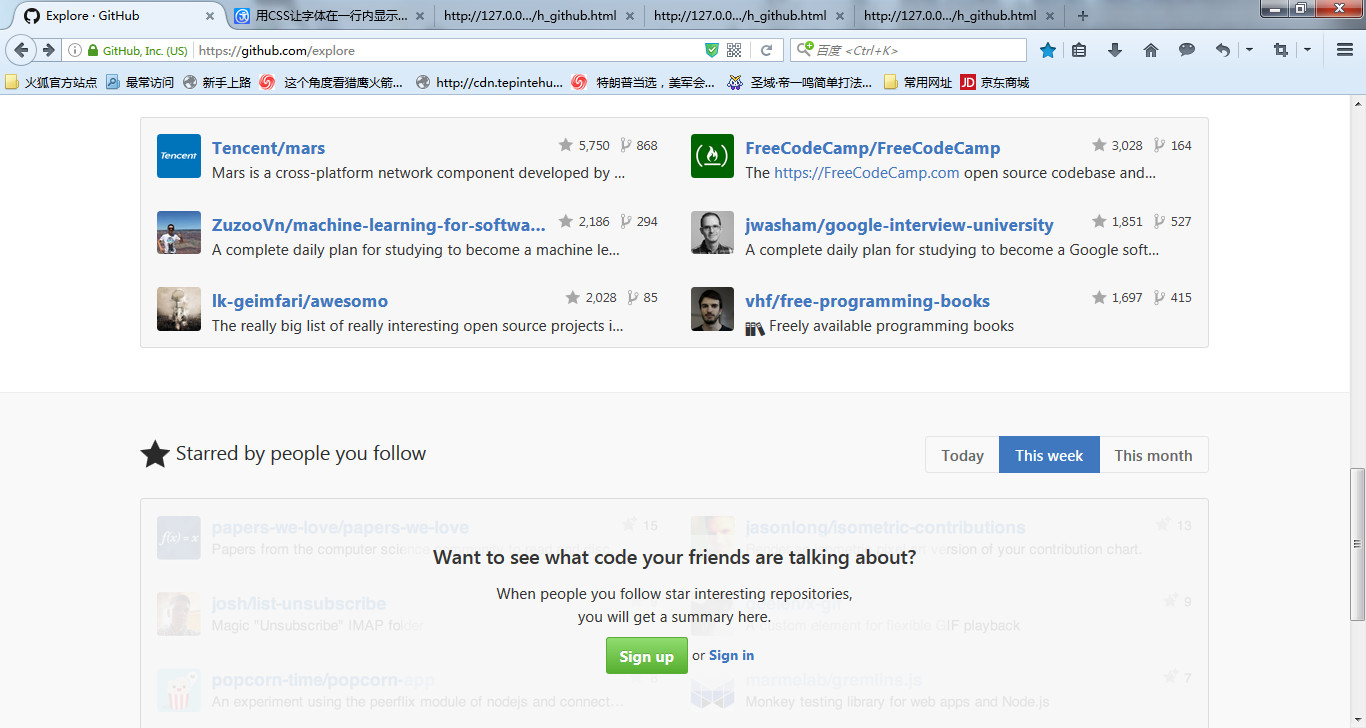 Explore · GitHub
用CSS让字体在一行内显示...
http://127.0.0.../h_github.html
http://127.0.0.../h_github.html
http://127.0.0.../h_github.html
GitHub, Inc. (US)
https://github.com/explore
百度 <Ctrl+K>
火狐官方站点
最常访问
新手上路
这个角度看猎鹰火箭...
http://cdn.tepintehu...
特朗普当选，美军会...
圣域·帝一鸣简单打法...
常用网址
JD 京东商城
Tencent
Tencent/mars
5,750 868
Mars is a cross-platform network component developed by ...
FreeCodeCamp/FreeCodeCamp
3,028 164
The https://FreeCodeCamp.com open source codebase and...
ZuzooVn/machine-learning-for-softwa...
2,186 294
A complete daily plan for studying to become a machine le...
jwasham/google-interview-university
1,851 527
A complete daily plan for studying to become a Google soft...
lk-geimfari/awesomo
2,028 85
The really big list of really interesting open source projects i...
vhf/free-programming-books
1,697 415
Freely available programming books
Starred by people you follow
Today This week This month
f(x)=x
papers-we-love/papers-we-love
15
Papers from the computer
jasonlong/isometric-contributions
13
version of your contribution chart.
Want to see what code your friends are talking about?
When people you follow star interesting repositories,
you will get a summary here.
josh/list-unsubscribe
Magic "Unsubscribe" IMAP folder
9
A custom element for flexible GIF playback
Sign up or Sign in
popcorn-time/popcorn-app
An experiment using the peerflix module of nodejs and connect...
marmelab/gremlins.js
7
Monkey testing library for web apps and Node.js